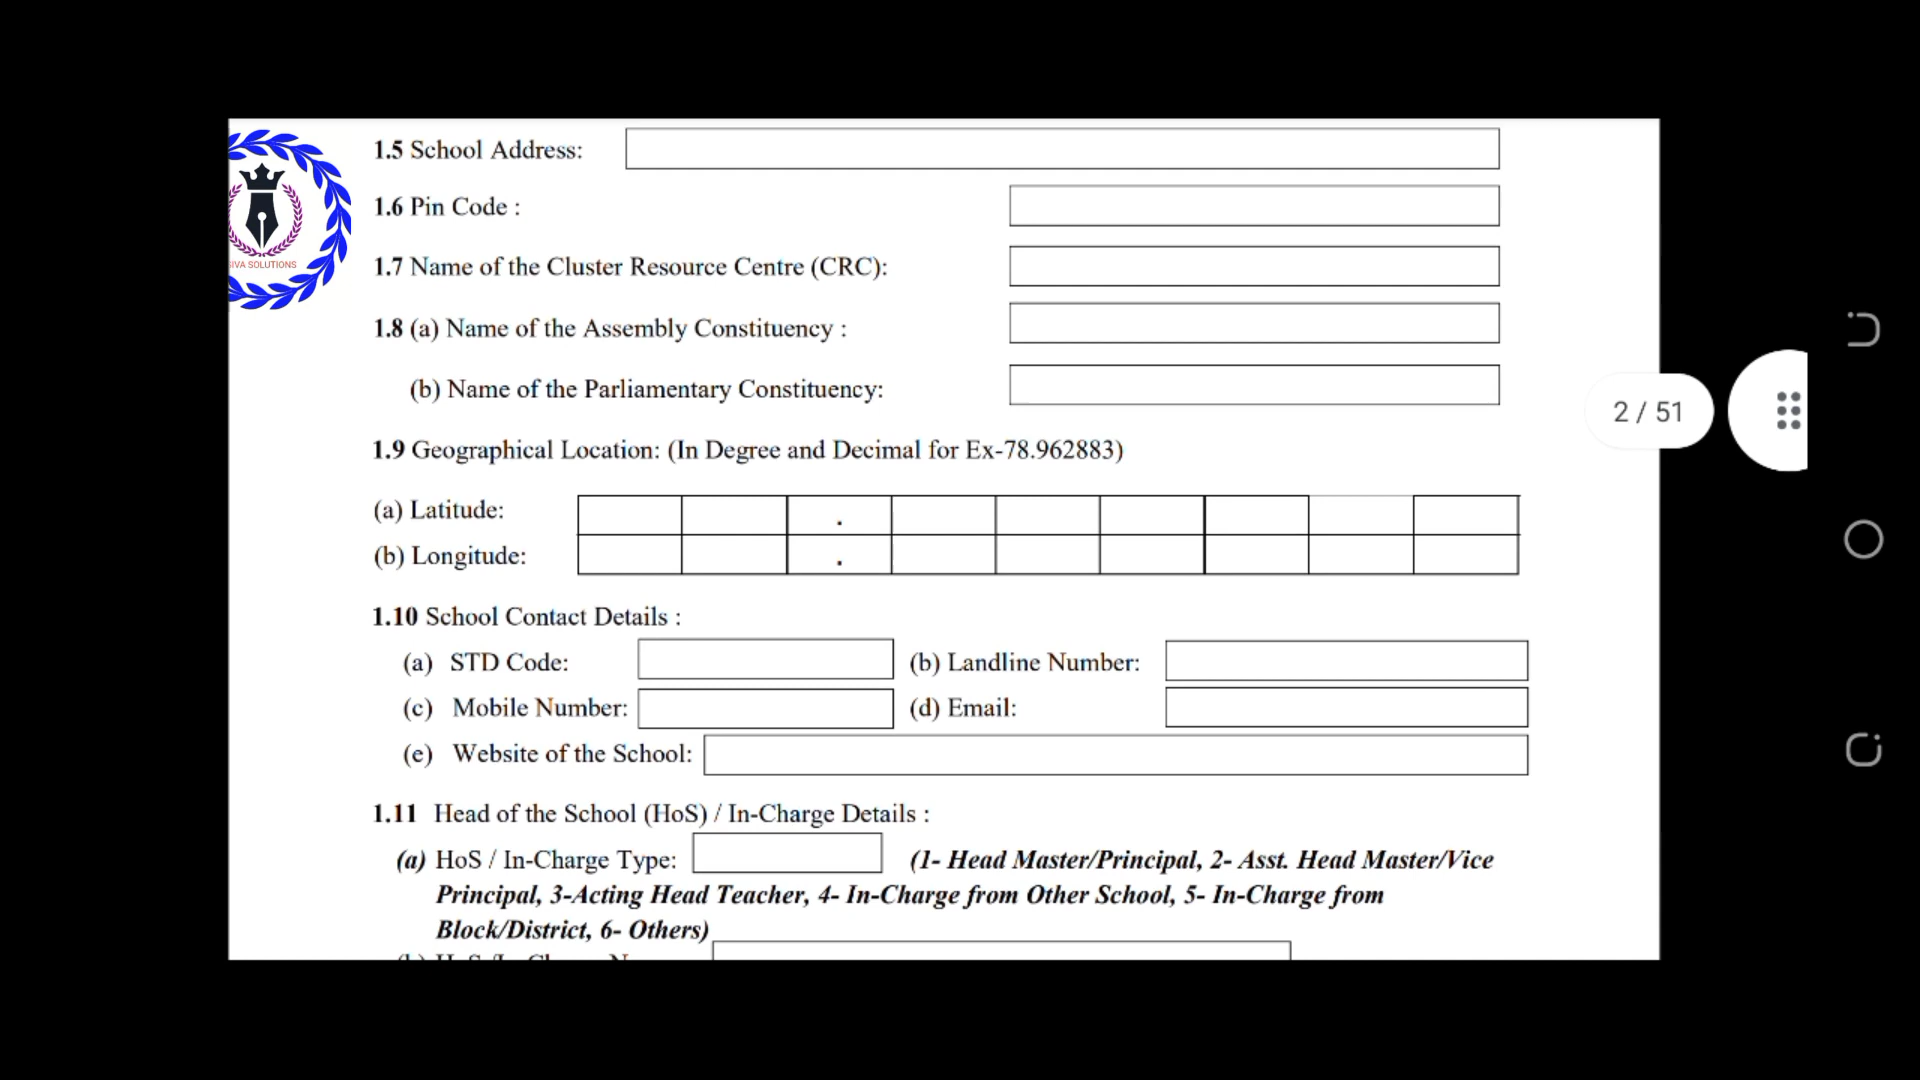 1.5 School Address:
1.6 Pin Code :
1.7 Name of the Cluster Resource Centre (CRC):
1.8 (a) Name of the Assembly Constituency :
(b) Name of the Parliamentary Constituency:
1.9 Geographical Location: (In Degree and Decimal for Ex-78.962883)
(a) Latitude: .
(b) Longitude: .
1.10 School Contact Details :
(a) STD Code: (b) Landline Number:
(c) Mobile Number: (d) Email:
(e) Website of the School:
1.11 Head of the School (HoS) / In-Charge Details :
(a) HoS / In-Charge Type: (1- Head Master/Principal, 2- Asst. Head Master/Vice
Principal, 3-Acting Head Teacher, 4- In-Charge from Other School, 5- In-Charge from
Block/District, 6- Others)
SIVA SOLUTIONS
2 / 51